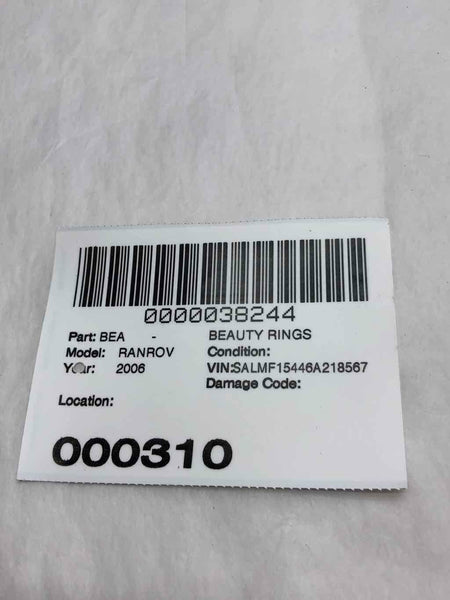 0000038244
Part: BEA - BEAUTY RINGS
Model: RANROV Condition:
Year: 2006 VIN:SALMF15446A218567
Damage Code:
Location:
000310